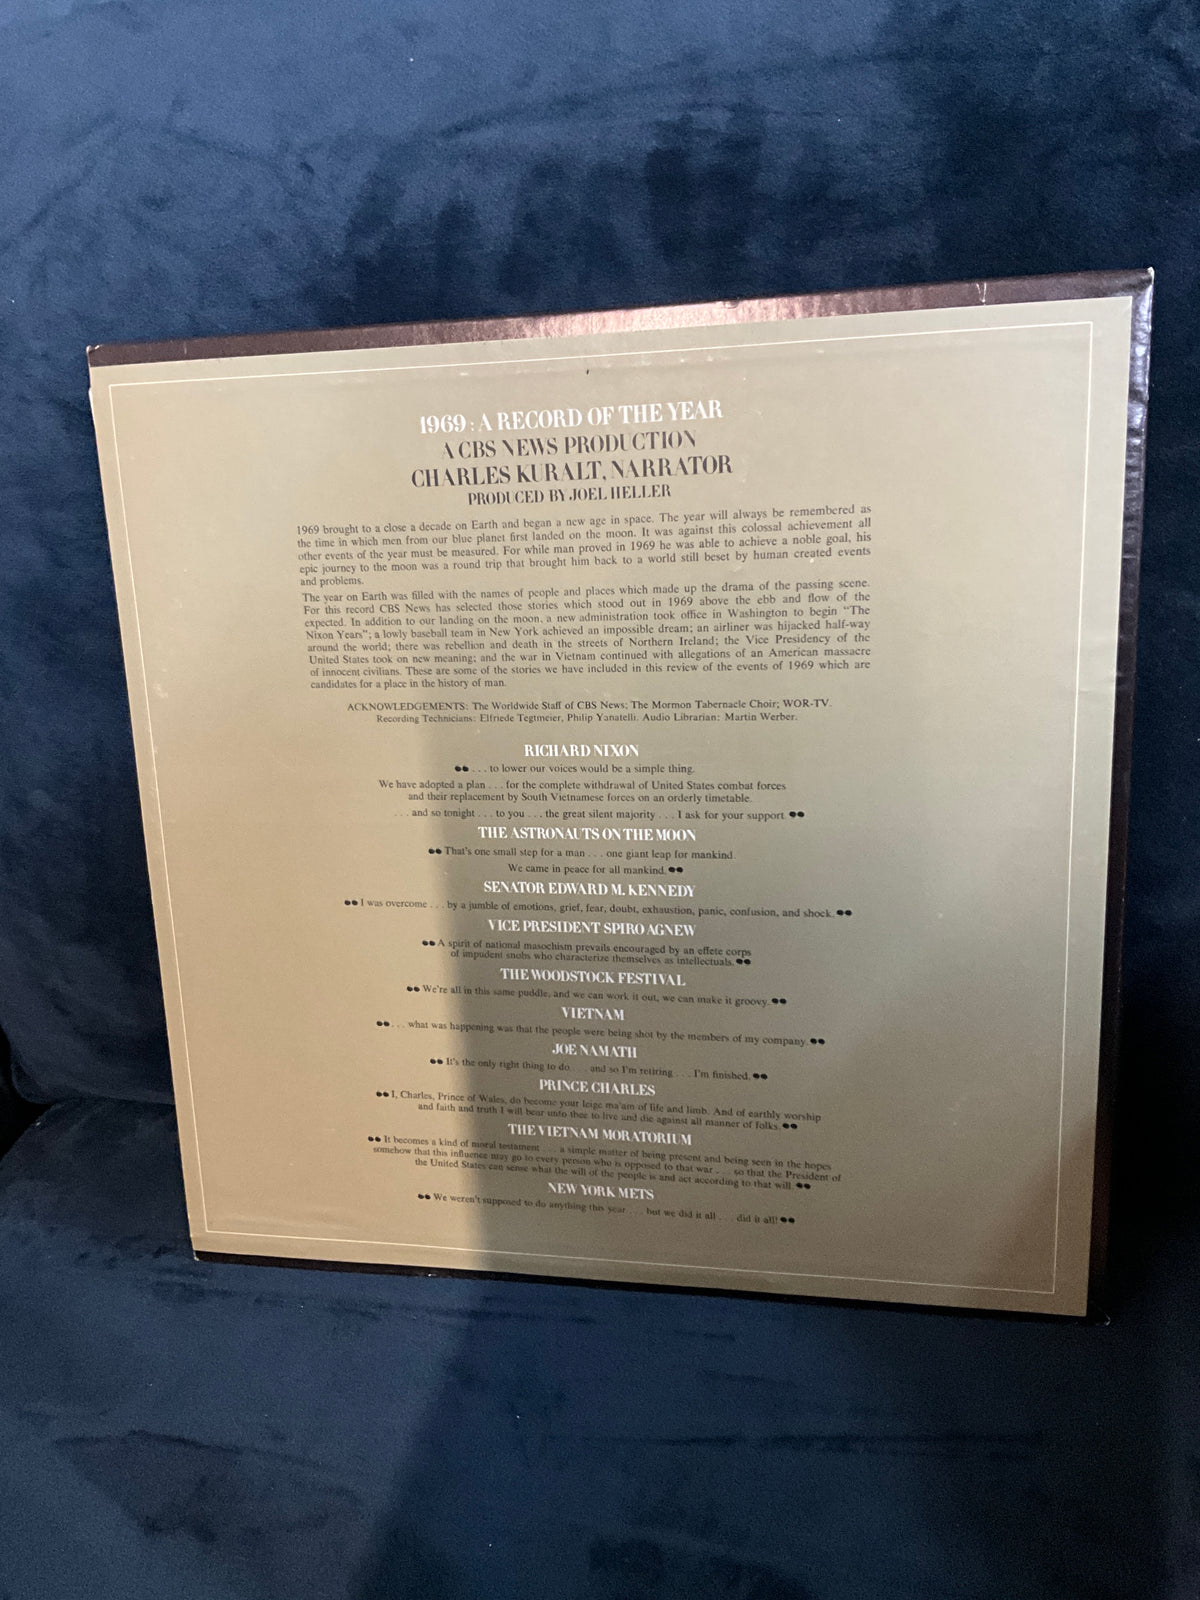 1969: A RECORD OF THE YEAR
A CBS NEWS PRODUCTION
CHARLES KURALT, NARRATOR
PRODUCED BY JOEL HELLER
1969 brought to a close a decade on Earth and began a new age in space. The year will always be remembered as
the time in which men from our blue planet first landed on the moon. It was against this colossal achievement all
other events of the year must be measured. For while man proved in 1969 he was able to achieve a noble goal, his
epic journey to the moon was a round trip that brought him back to a world still beset by human created events
and problems.
The year on Earth was filled with the names of people and places which made up the drama of the passing scene.
For this record CBS News has selected those stories which stood out in 1969 above the ebb and flow of the
expected. In addition to our landing on the moon, a new administration took office in Washington to begin “The
Nixon Years”; a lowly baseball team in New York achieved an impossible dream; an airliner was hijacked half-way
around the world; there was rebellion and death in the streets of Northern Ireland; the Vice Presidency of the
United States took on new meaning; and the war in Vietnam continued with allegations of an American massacre
of innocent civilians. These are some of the stories we have included in this review of the events of 1969 which are
candidates for a place in the history of man.
ACKNOWLEDGEMENTS: The Worldwide Staff of CBS News; The Mormon Tabernacle Choir; WOR-TV.
Recording Technicians: Elfriede Tegtmeier, Philip Yanatelli. Audio Librarian: Martin Werber.
RICHARD NIXON
“. . . to lower our voices would be a simple thing.
We have adopted a plan . . . for the complete withdrawal of United States combat forces
and their replacement by South Vietnamese forces on an orderly timetable.
. . . and so tonight . . . to you . . . the great silent majority . . . I ask for your support.”
THE ASTRONAUTS ON THE MOON
“That's one small step for a man . . . one giant leap for mankind.
We came in peace for all mankind.”
SENATOR EDWARD M. KENNEDY
“I was overcome . . . by a jumble of emotions, grief, fear, doubt, exhaustion, panic, confusion, and shock.”
VICE PRESIDENT SPIRO AGNEW
“A spirit of national masochism prevails encouraged by an effete corps
of impudent snobs who characterize themselves as intellectuals.”
THE WOODSTOCK FESTIVAL
“We're all in this same puddle, and we can work it out, we can make it groovy.”
VIETNAM
“. . . what was happening was that the people were being shot by the members of my company.”
JOE NAMATH
“It's the only right thing to do . . . and so I'm retiring . . . I'm finished.”
PRINCE CHARLES
“I, Charles, Prince of Wales, do become your leige ma'am of life and limb. And of earthly worship
and faith and truth I will bear unto thee to live and die against all manner of folks.”
THE VIETNAM MORATORIUM
“It becomes a kind of moral testament . . . a simple matter of being present and being seen in the hopes
somehow that this influence may go to every person who is opposed to that war . . . so that the President of
the United States can sense what the will of the people is and act according to that will.”
NEW YORK METS
“We weren't supposed to do anything this year . . . but we did it all . . . did it all!”